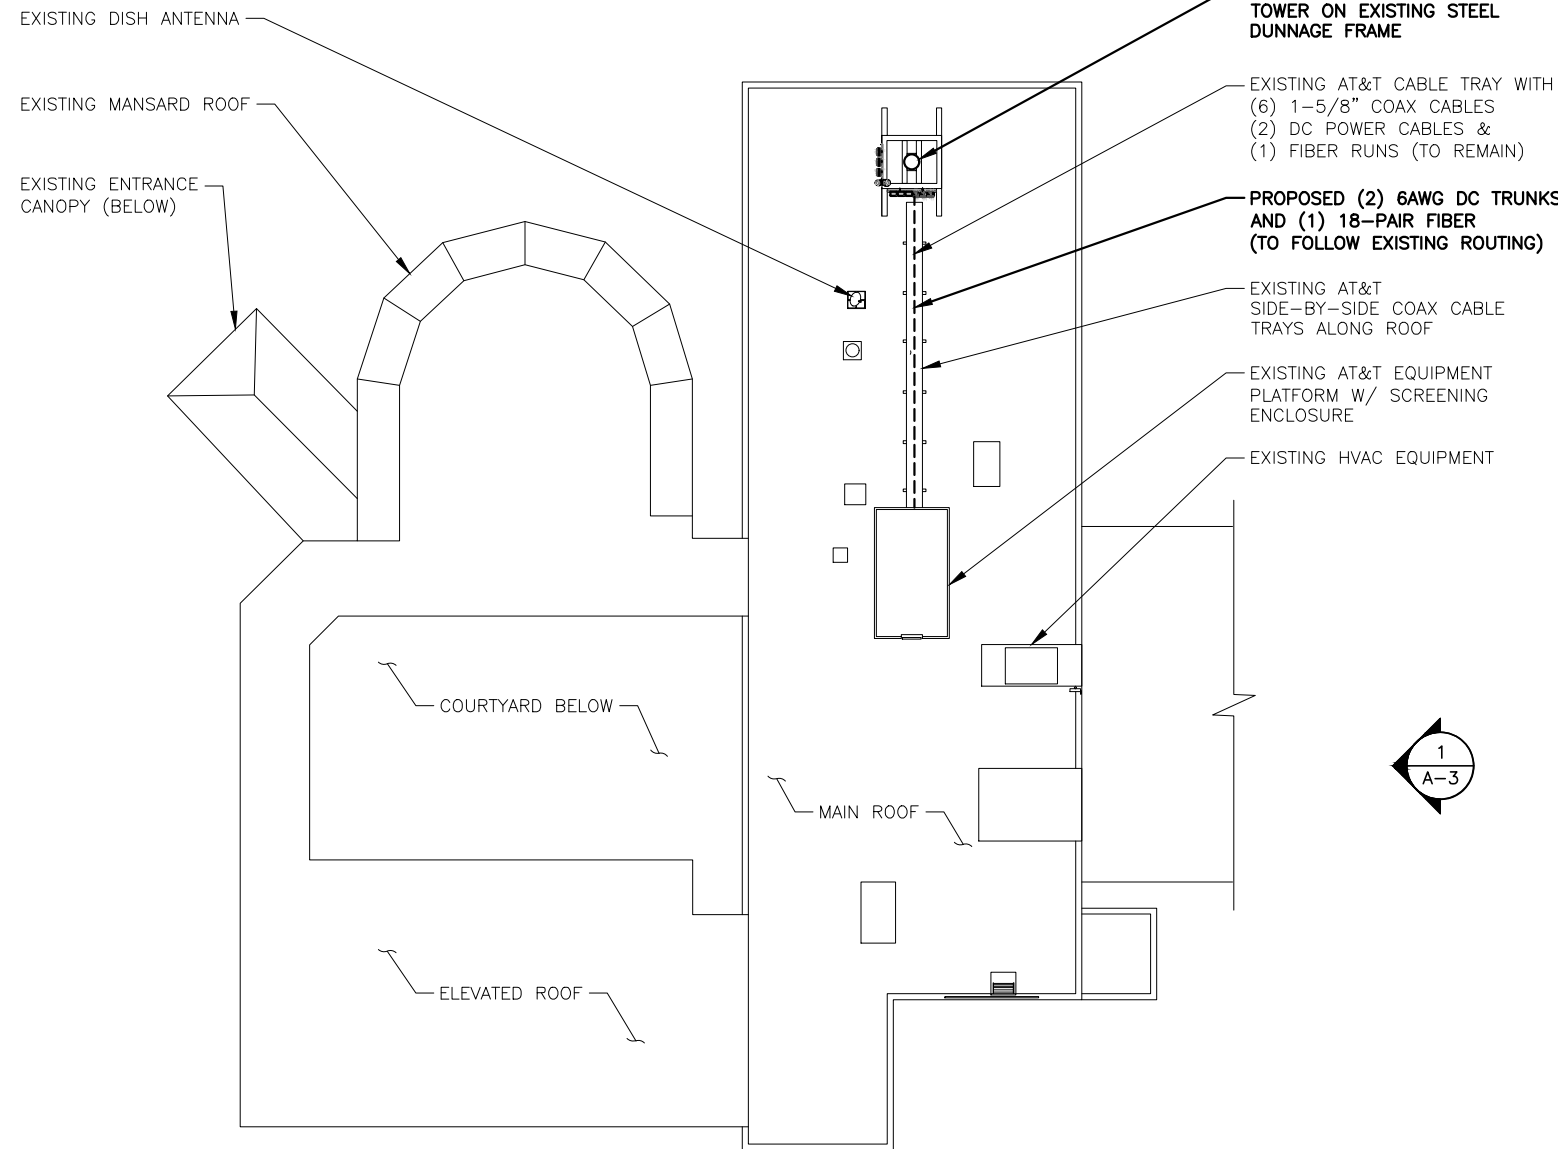 EXISTING DISH ANTENNA
EXISTING MANSARD ROOF
EXISTING ENTRANCE
CANOPY (BELOW)
TOWER ON EXISTING STEEL
DUNNAGE FRAME
EXISTING AT&T CABLE TRAY WITH
(6) 1-5/8" COAX CABLES
(2) DC POWER CABLES &
(1) FIBER RUNS (TO REMAIN)
PROPOSED (2) 6AWG DC TRUNKS
AND (1) 18-PAIR FIBER
(TO FOLLOW EXISTING ROUTING)
EXISTING AT&T
SIDE-BY-SIDE COAX CABLE
TRAYS ALONG ROOF
EXISTING AT&T EQUIPMENT
PLATFORM W/ SCREENING
ENCLOSURE
EXISTING HVAC EQUIPMENT
COURTYARD BELOW
MAIN ROOF
ELEVATED ROOF
1
A-3